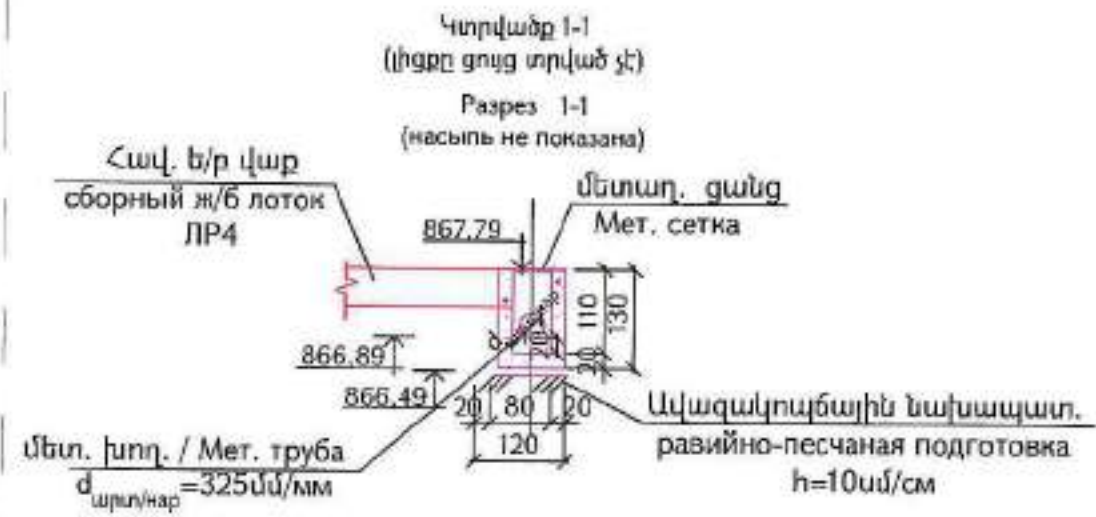 Կտրվածք 1-1
(լիցքը ցույց տրված չէ)
Разрез 1-1
(насыпь не показана)
Հավ. ե/բ վաք
сборный ж/б лоток
ЛР4
մետաղ. ցանց
Мет. сетка
867,79
866,89
866,49
110
130
20
20
20 80 20
120
մետ. խող. / Мет. труба
dարտ/нар=325մմ/мм
Ավազակոպճային նախապատ.
равийно-песчаная подготовка
h=10սմ/см